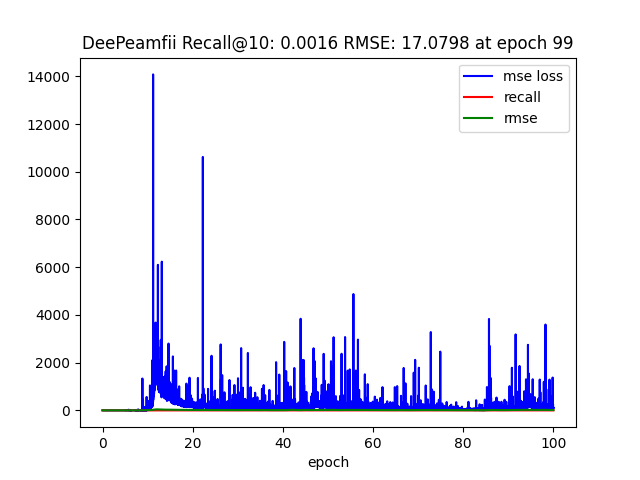 DeePeamfii Recall@10: 0.0016 RMSE: 17.0798 at epoch 99
14000
12000
10000
8000
6000
4000
2000
0
mse loss
recall
rmse
0 20 40 60 80 100
epoch